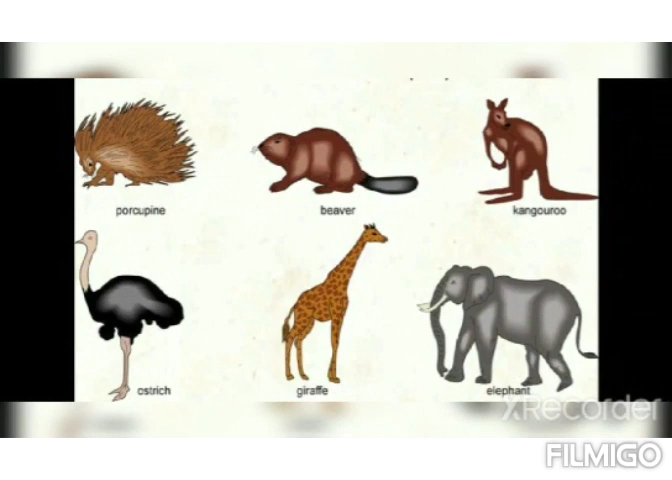 porcupine
beaver
kangouroo
ostrich
giraffe
elephant
XRecorder
FILMIGO